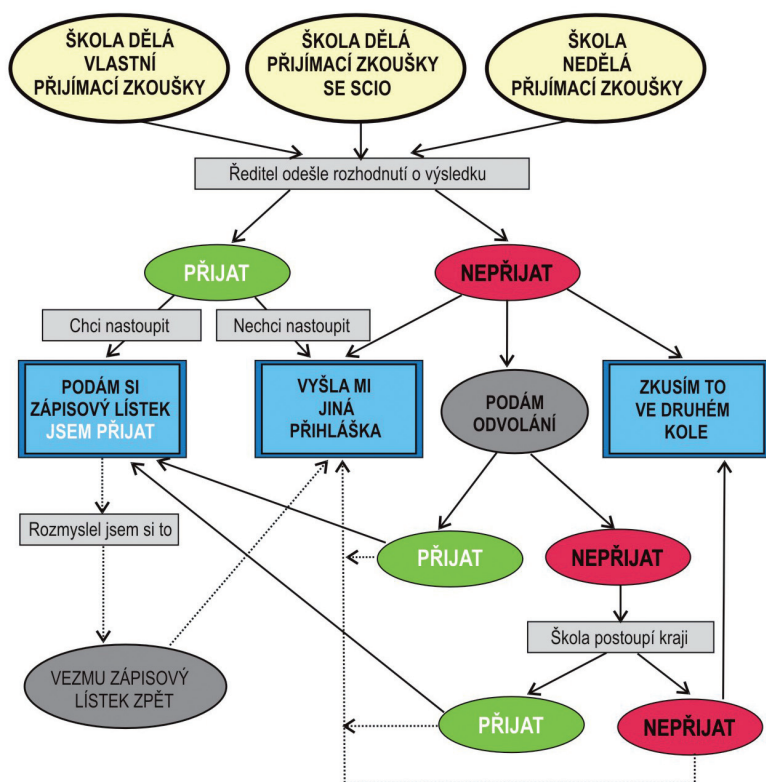 ŠKOLA DĚLÁ
VLASTNÍ
PŘIJÍMACÍ ZKOUŠKY
ŠKOLA DĚLÁ
PŘIJÍMACÍ ZKOUŠKY
SE SCIO
ŠKOLA
NEDĚLÁ
PŘIJÍMACÍ ZKOUŠKY
Ředitel odešle rozhodnutí o výsledku
PŘIJAT
NEPŘIJAT
Chci nastoupit
Nechci nastoupit
PODÁM SI
ZÁPISOVÝ LÍSTEK
JSEM PŘIJAT
VYŠLA MI
JINÁ
PŘIHLÁŠKA
PODÁM
ODVOLÁNÍ
ZKUSÍM TO
VE DRUHÉM
KOLE
Rozmyslel jsem si to
PŘIJAT
NEPŘIJAT
Škola postoupí kraji
VEZMU ZÁPISOVÝ
LÍSTEK ZPĚT
PŘIJAT
NEPŘIJAT